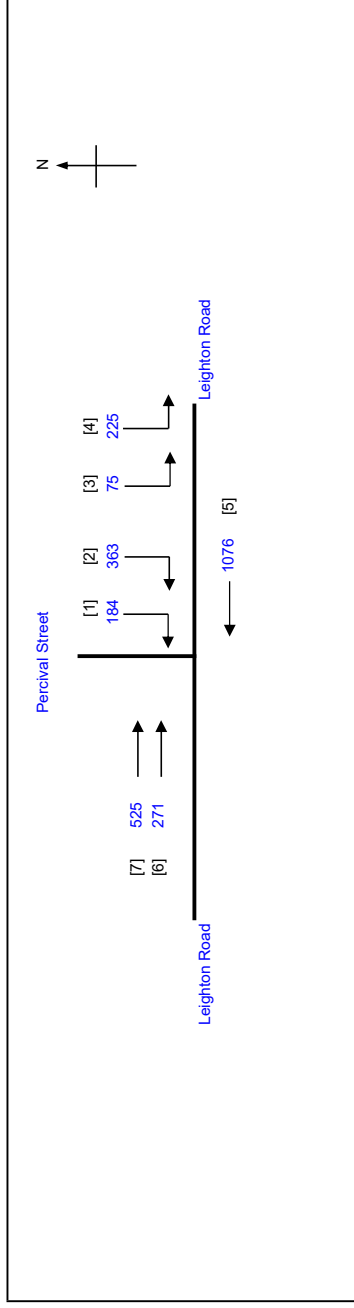 N
Percival Street
[1] [2] [3] [4]
184 363 75 225
[7] 525
[6] 271
Leighton Road
Leighton Road
1076 [5]